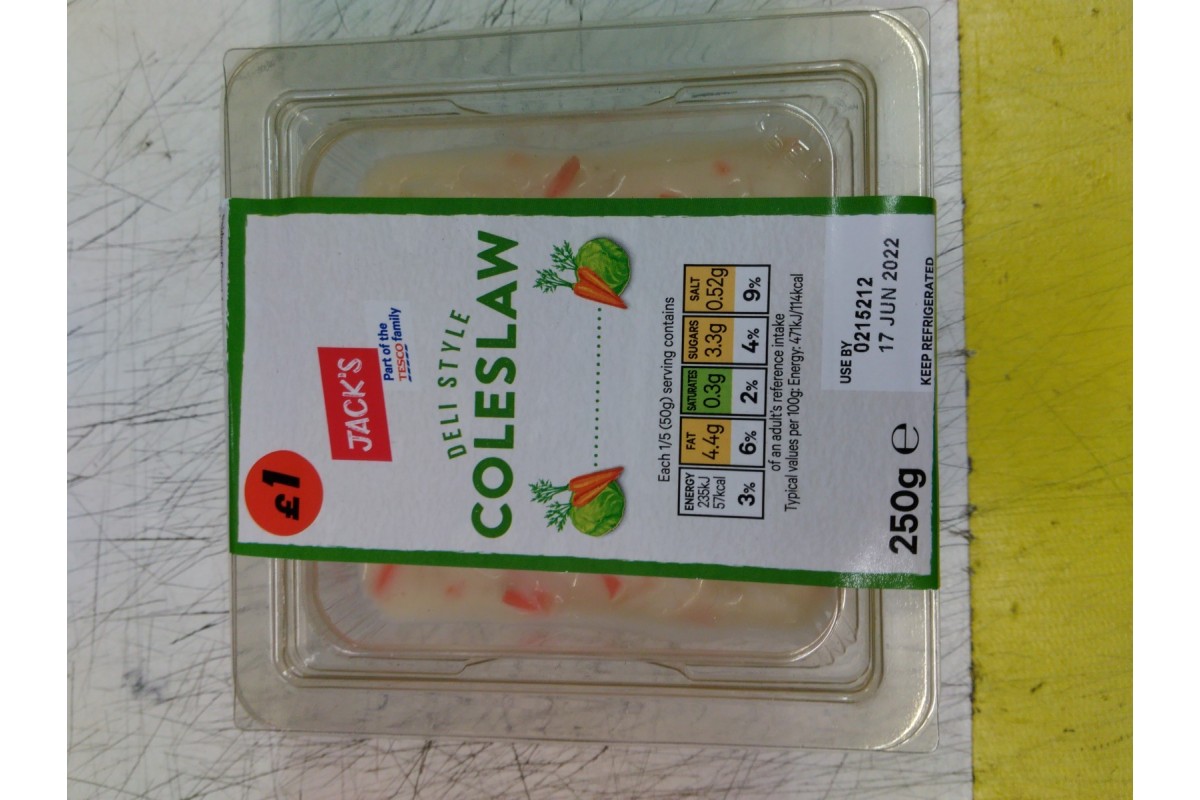 £1
JACK'S
Part of the
TESCO family
DELI STYLE
COLESLAW
Each 1/5 (50g) serving contains
ENERGY 235kJ 57kcal 3%
FAT 4.4g 6%
SATURATES 0.3g 2%
SUGARS 3.3g 4%
SALT 0.52g 9%
of an adult's reference intake
Typical values per 100g: Energy: 471kJ/114kcal
250g e
USE BY
0215212
17 JUN 2022
KEEP REFRIGERATED